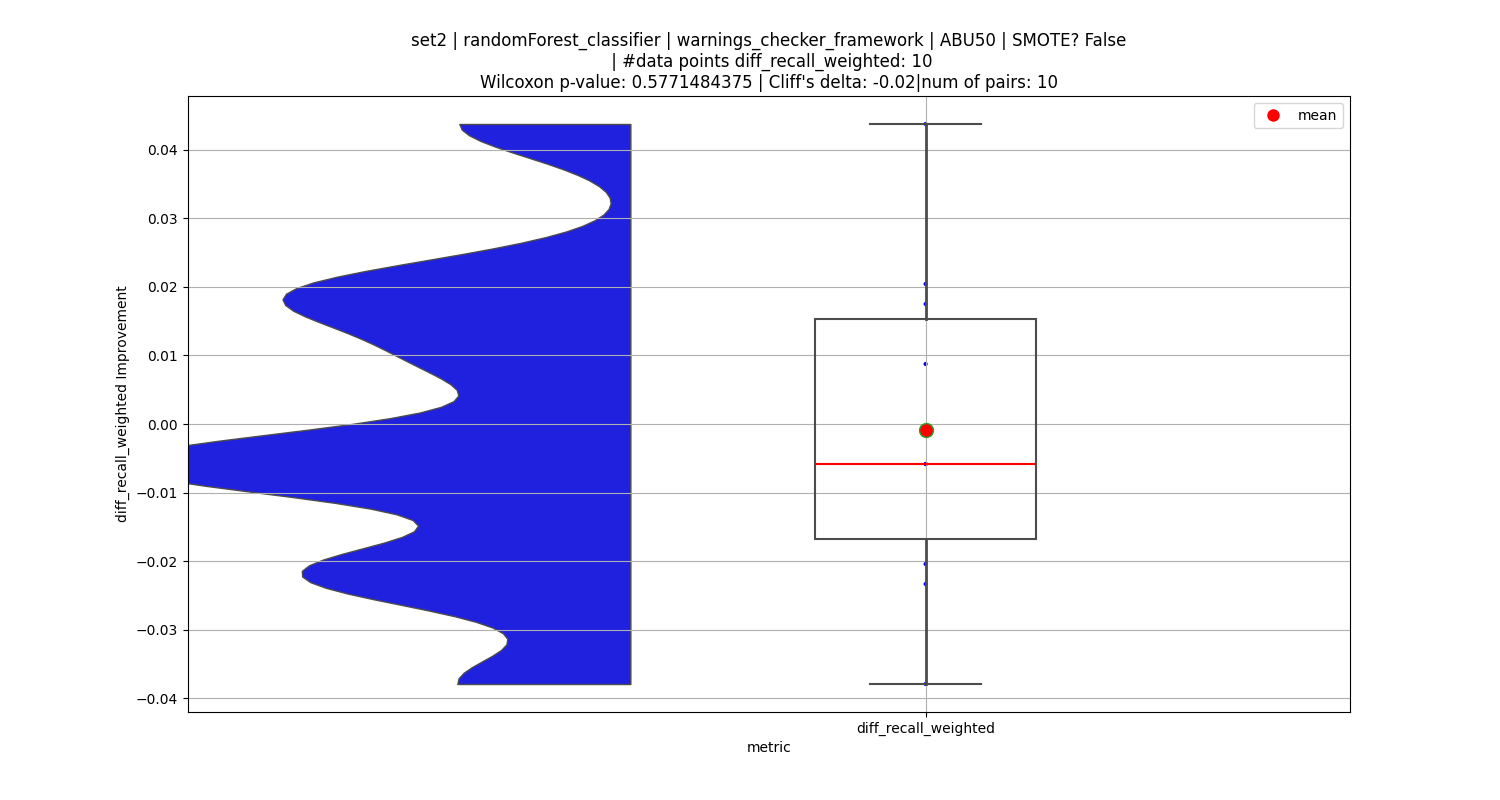 set2 | randomForest_classifier | warnings_checker_framework | ABU50 | SMOTE? False
| #data points diff_recall_weighted: 10
Wilcoxon p-value: 0.5771484375 | Cliff's delta: -0.02|num of pairs: 10
mean
0.04
0.03
0.02
0.01
0.00
−0.01
−0.02
−0.03
−0.04
diff_recall_weighted Improvement
diff_recall_weighted
metric